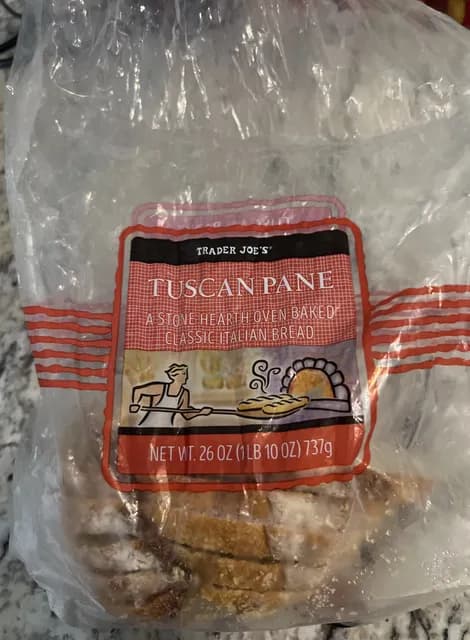 TRADER JOE'S
TUSCAN PANE
A STONE HEARTH OVEN BAKED
CLASSIC ITALIAN BREAD
NET WT. 26 OZ (1 LB 10 OZ) 737g